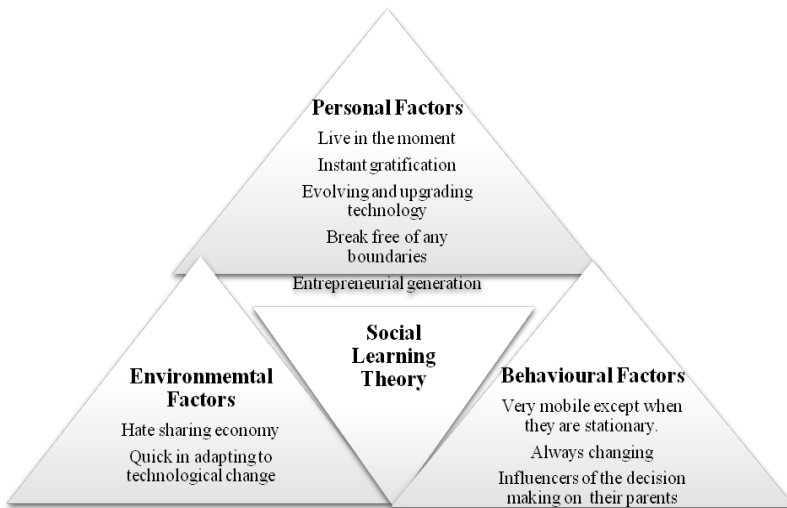 Personal Factors
Live in the moment
Instant gratification
Evolving and upgrading
technology
Break free of any
boundaries
Entrepreneurial generation
Social
Learning
Theory
Environmemtal
Factors
Hate sharing economy
Quick in adapting to
technological change
Behavioural Factors
Very mobile except when
they are stationary.
Always changing
Influencers of the decision
making on their parents